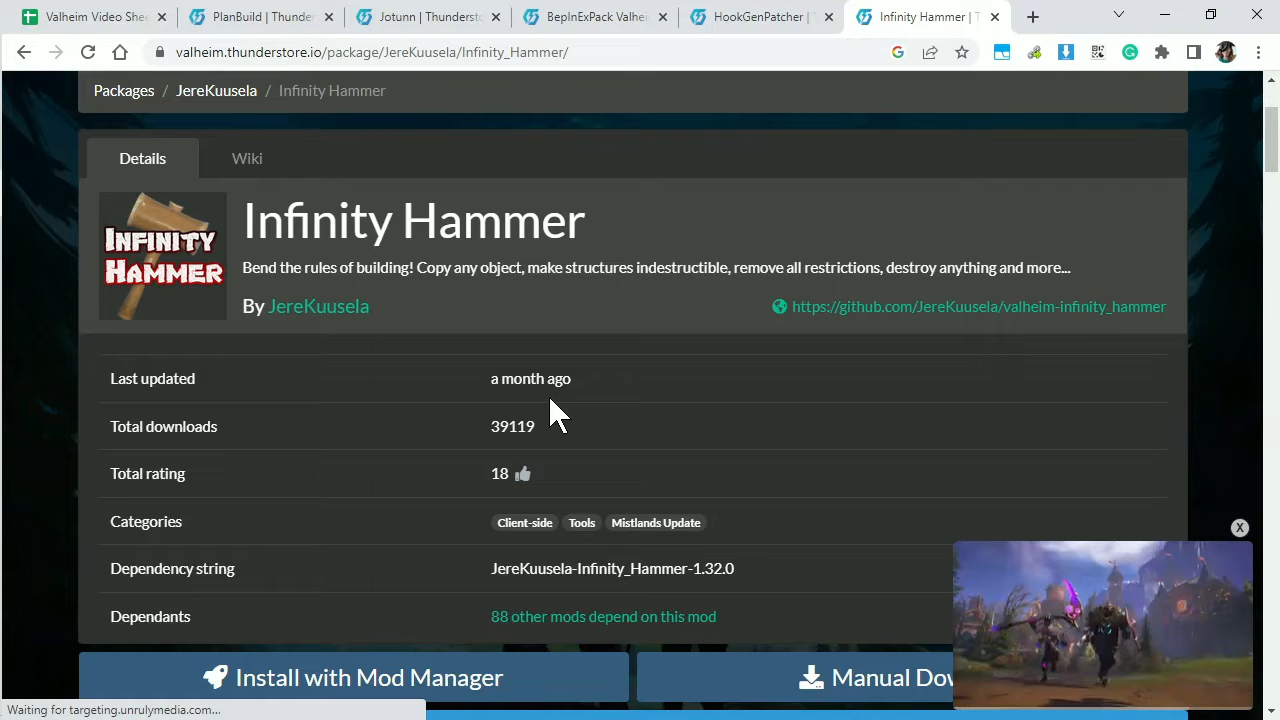 Valheim Video Shee
PlanBuild | Thunder
Jotunn | Thundersto
BepInExPack Valhei
HookGenPatcher |
Infinity Hammer | T
valheim.thunderstore.io/package/JereKuusela/Infinity_Hammer/
Packages / JereKuusela / Infinity Hammer
Details
Wiki
INFINITY
HAMMER
Infinity Hammer
Bend the rules of building! Copy any object, make structures indestructible, remove all restrictions, destroy anything and more...
By JereKuusela
https://github.com/JereKuusela/valheim-infinity_hammer
Last updated a month ago
Total downloads 39119
Total rating 18
Categories Client-side Tools Mistlands Update
X
Dependency string JereKuusela-Infinity_Hammer-1.32.0
Dependants 88 other mods depend on this mod
Install with Mod Manager
Manual Dow
Waiting for targeting.unrulymedia.com...